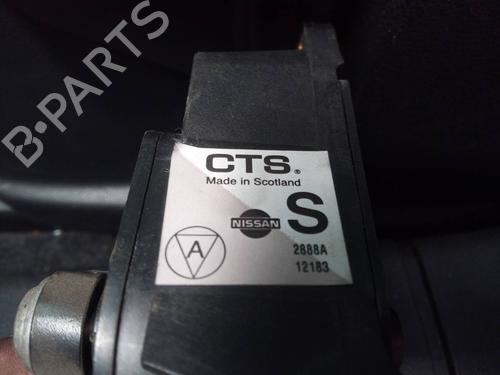 B-PARTS
CTS®
Made in Scotland
NISSAN
S
A
2888A
12183